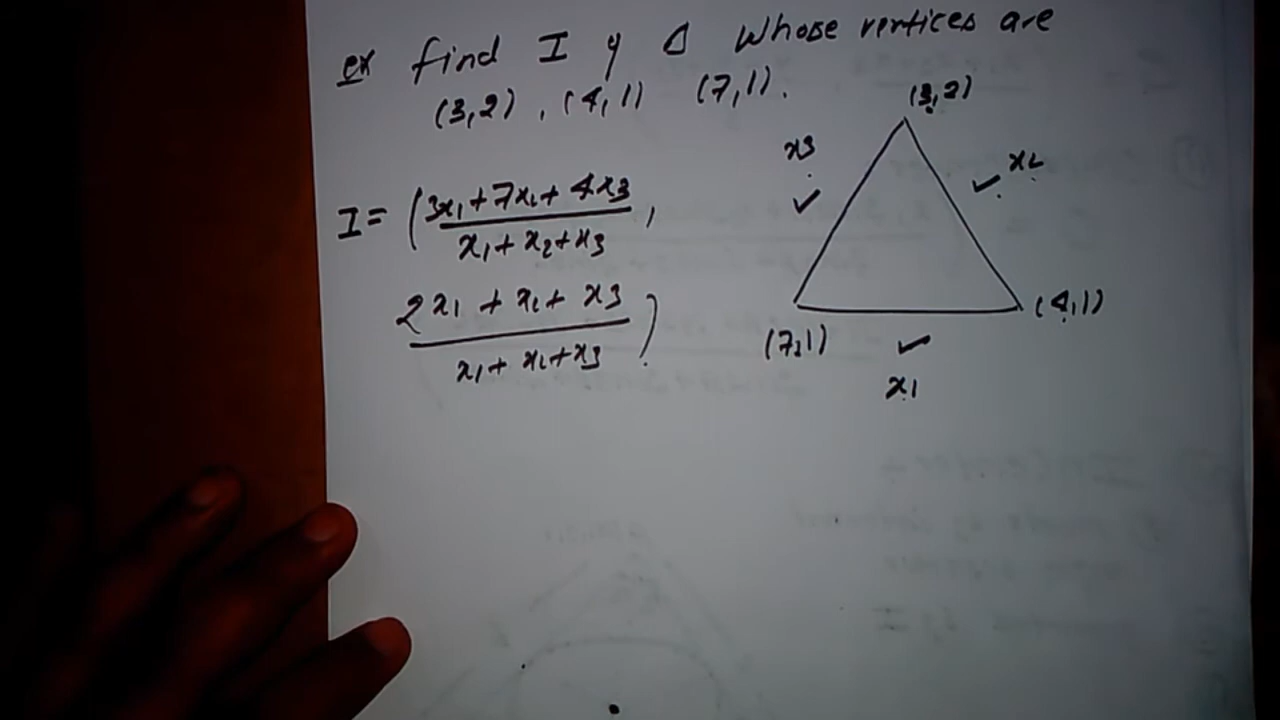 ex find I of Δ whose vertices are
(3,2) , (4,1) (7,1).
(3,2)
x3
x2
I = (3x1 + 7x2 + 4x3 / x1 + x2 + x3 ,
2x1 + x2 + x3 / x1 + x2 + x3)
(7,1)
(4,1)
x1